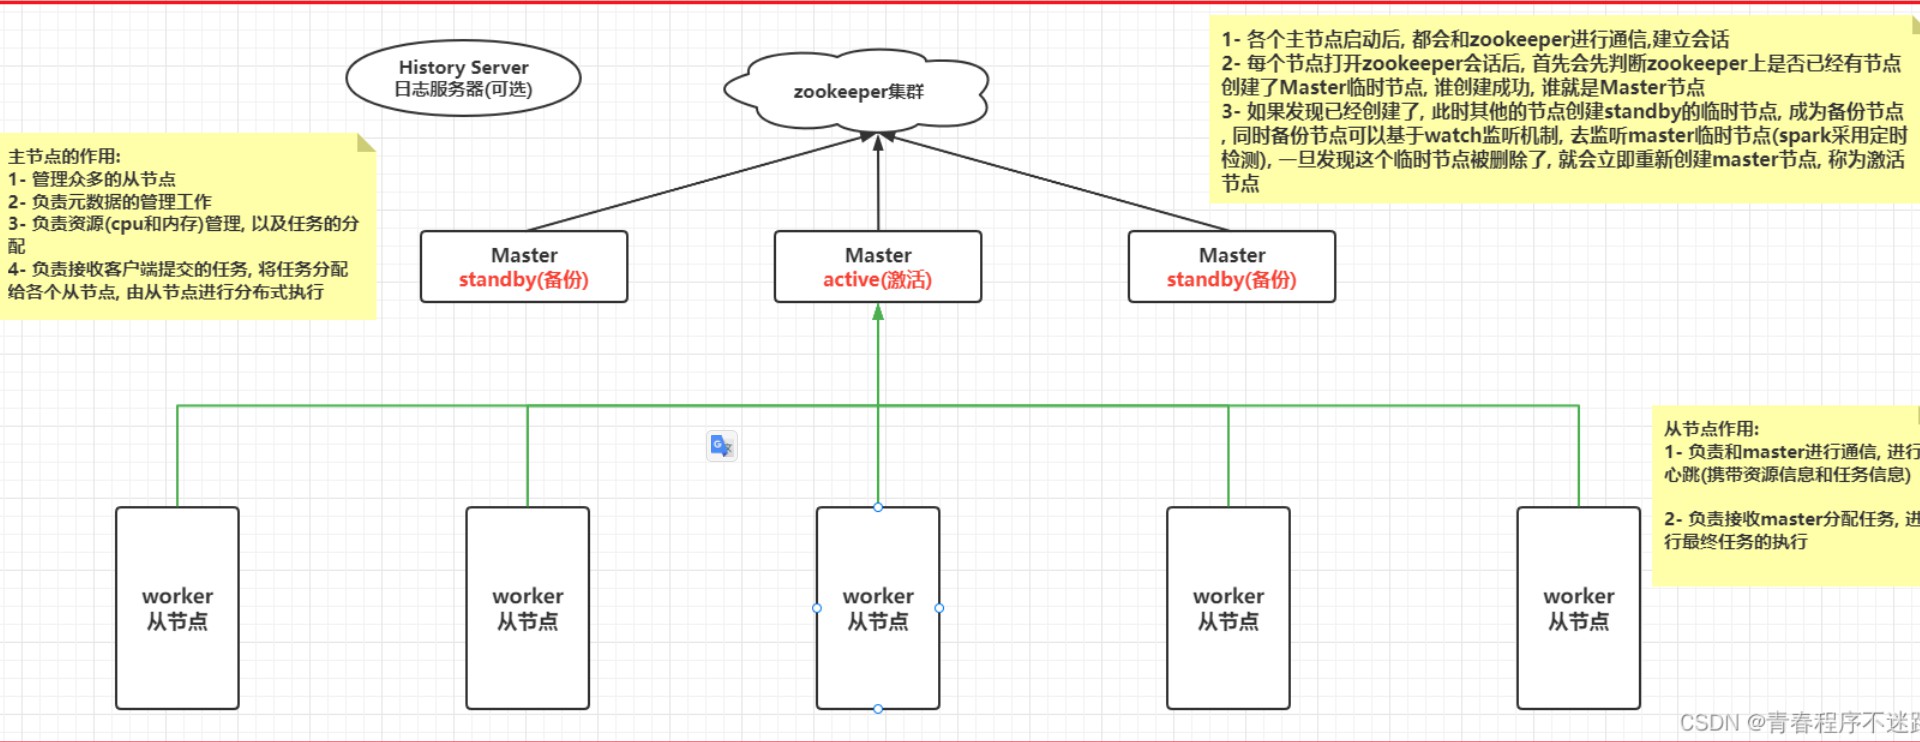 History Server
日志服务器(可选)
zookeeper集群
1- 各个主节点启动后, 都会和zookeeper进行通信,建立会话
2- 每个节点打开zookeeper会话后, 首先会先判断zookeeper上是否已经有节点
创建了Master临时节点, 谁创建成功, 谁就是Master节点
3- 如果发现已经创建了, 此时其他的节点创建standby的临时节点, 成为备份节点
, 同时备份节点可以基于watch监听机制, 去监听master临时节点(spark采用定时
检测), 一旦发现这个临时节点被删除了, 就会立即重新创建master节点, 称为激活
节点
主节点的作用:
1- 管理众多的从节点
2- 负责元数据的管理工作
3- 负责资源(cpu和内存)管理, 以及任务的分
配
4- 负责接收客户端提交的任务, 将任务分配
给各个从节点, 由从节点进行分布式执行
Master
standby(备份)
Master
active(激活)
Master
standby(备份)
从节点作用:
1- 负责和master进行通信, 进行
心跳(携带资源信息和任务信息)
2- 负责接收master分配任务, 进
行最终任务的执行
worker
从节点
worker
从节点
worker
从节点
worker
从节点
worker
从节点
CSDN @青春程序不迷路